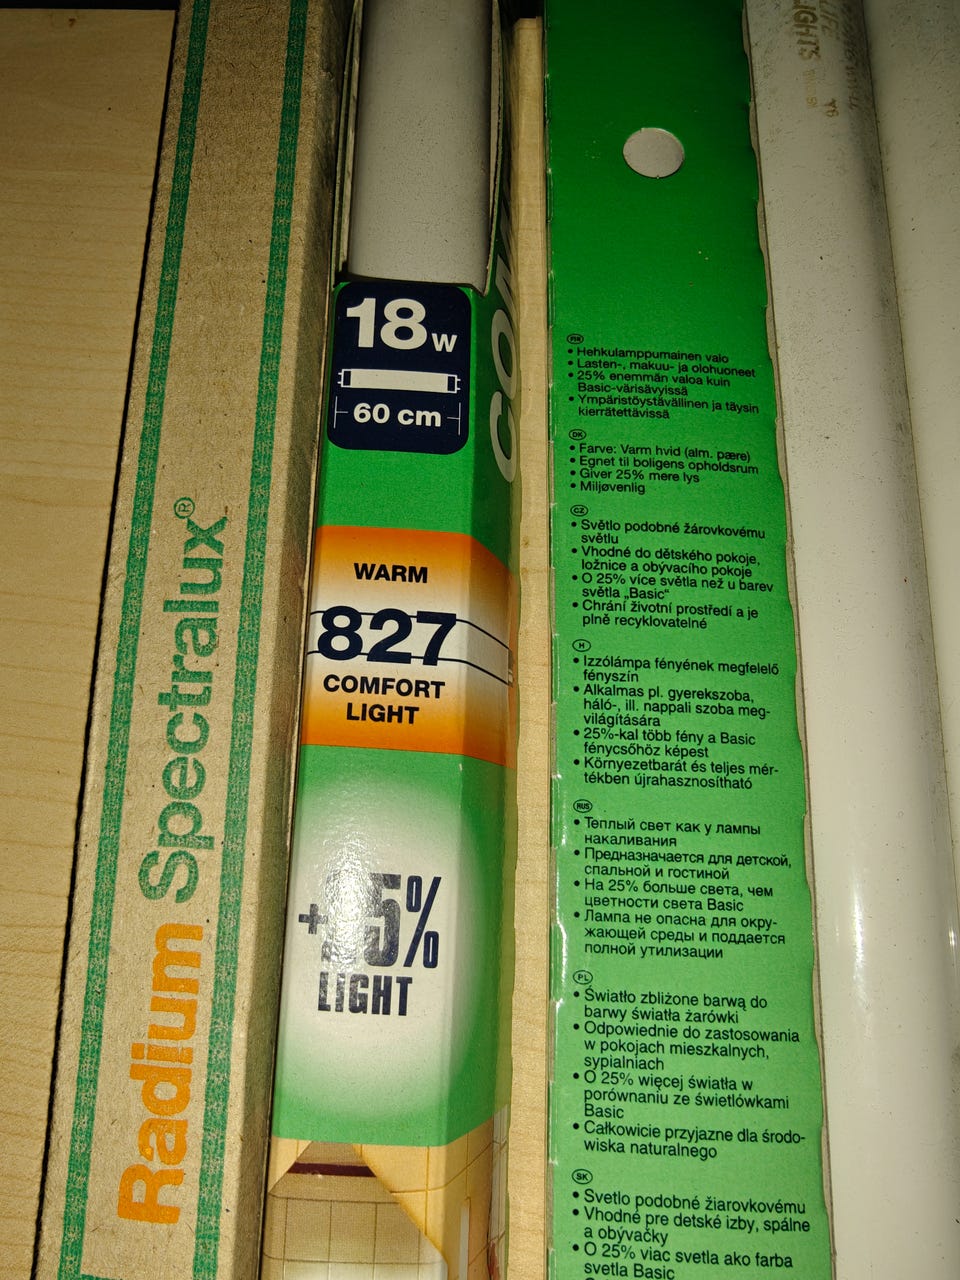 Radium Spectralux®
18W
60 cm
WARM
827
COMFORT
LIGHT
LIGHT
FIN
• Hehkulamppumainen valo
• Lasten-, makuu- ja olohuoneet
• 25% enemmän valoa kuin
Basic-värisävyissä
• Ympäristöystävällinen ja täysin
kierrätettävissä
DK
• Farve: Varm hvid (alm. pære)
• Egnet til boligens opholdsrum
• Giver 25% mere lys
• Miljøvenlig
CZ
• Světlo podobné žárovkovému
světlu
• Vhodné do dětského pokoje,
ložnice a obývacího pokoje
• O 25% více světla než u barev
světla „Basic“
• Chrání životní prostředí a je
plně recyklovatelné
H
• Izzólámpa fényének megfelelő
fényszín
• Alkalmas pl. gyerekszoba,
háló-, ill. nappali szoba meg-
világítására
• 25%-kal több fény a Basic
fénycsőhöz képest
• Környezetbarát és teljes mér-
tékben újrahasznosítható
RUS
• Теплый свет как у лампы
накаливания
• Предназначается для детской,
спальной и гостиной
• На 25% больше света, чем
цветности света Basic
• Лампа не опасна для окру-
жающей среды и поддается
полной утилизации
PL
• Światło zbliżone barwą do
barwy światła żarówki
• Odpowiednie do zastosowania
w pokojach mieszkalnych,
sypialniach
• O 25% więcej światła w
porównaniu ze świetlówkami
Basic
• Całkowicie przyjazne dla środo-
wiska naturalnego
SK
• Svetlo podobné žiarovkovému
• Vhodné pre detské izby, spálne
a obývačky
• O 25% viac svetla ako farba
svetla Basic